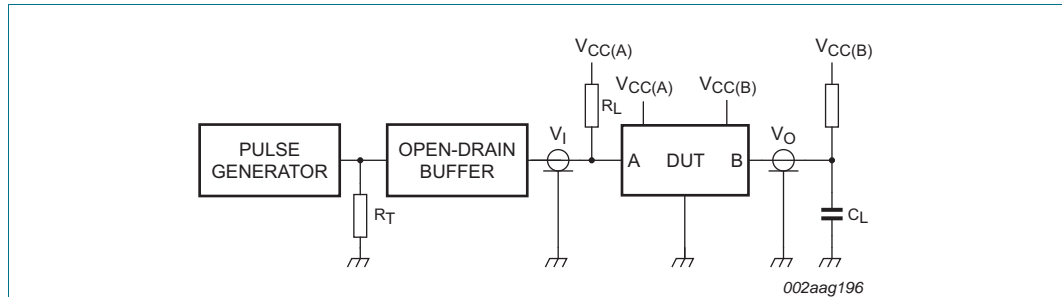 VCC(A)
VCC(B)
VCC(A)
VCC(B)
RL
PULSE
GENERATOR
OPEN-DRAIN
BUFFER
VI
A
DUT
B
VO
RT
CL
002aag196